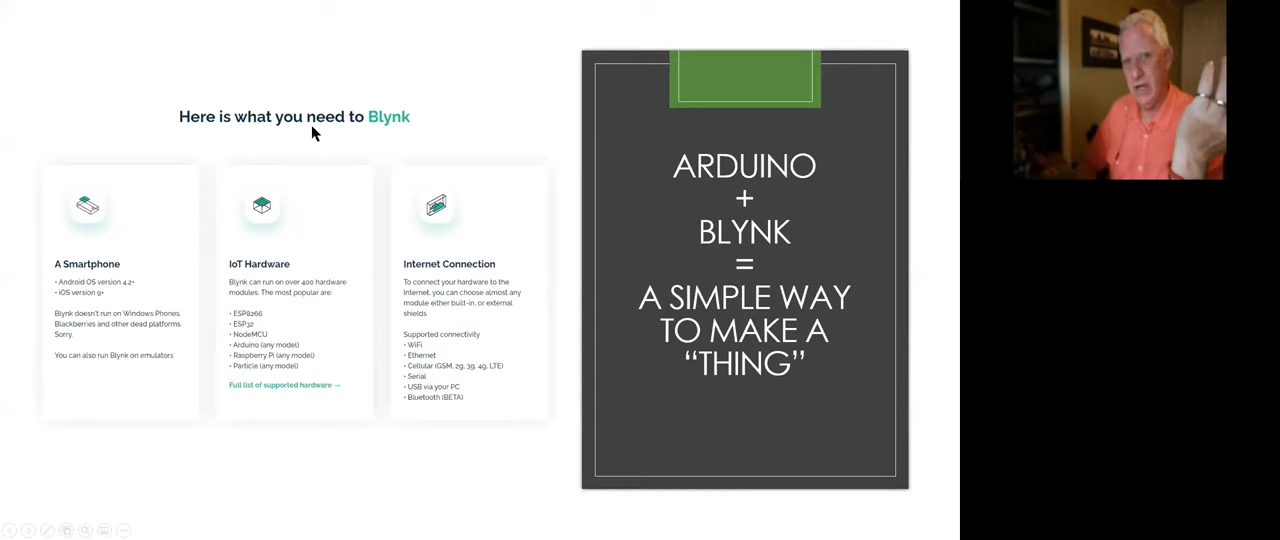 Here is what you need to Blynk
A Smartphone
• Android OS version 4.2+
• iOS version 9+
Blynk doesn't run on Windows Phones,
Blackberries and other dead platforms.
Sorry.
You can also run Blynk on emulators
IoT Hardware
Blynk can run on over 400 hardware
modules. The most popular are:
• ESP8266
• ESP32
• NodeMCU
• Arduino (any model)
• Raspberry Pi (any model)
• Particle (any model)
Full list of supported hardware —
Internet Connection
To connect your hardware to the
Internet, you can choose almost any
module either built-in, or external
shields
Supported connectivity
• WiFi
• Ethernet
• Cellular (GSM, 2g, 3g, 4g, LTE)
• Serial
• USB via your PC
• Bluetooth (BETA)
ARDUINO
+
BLYNK
=
A SIMPLE WAY
TO MAKE A
“THING”